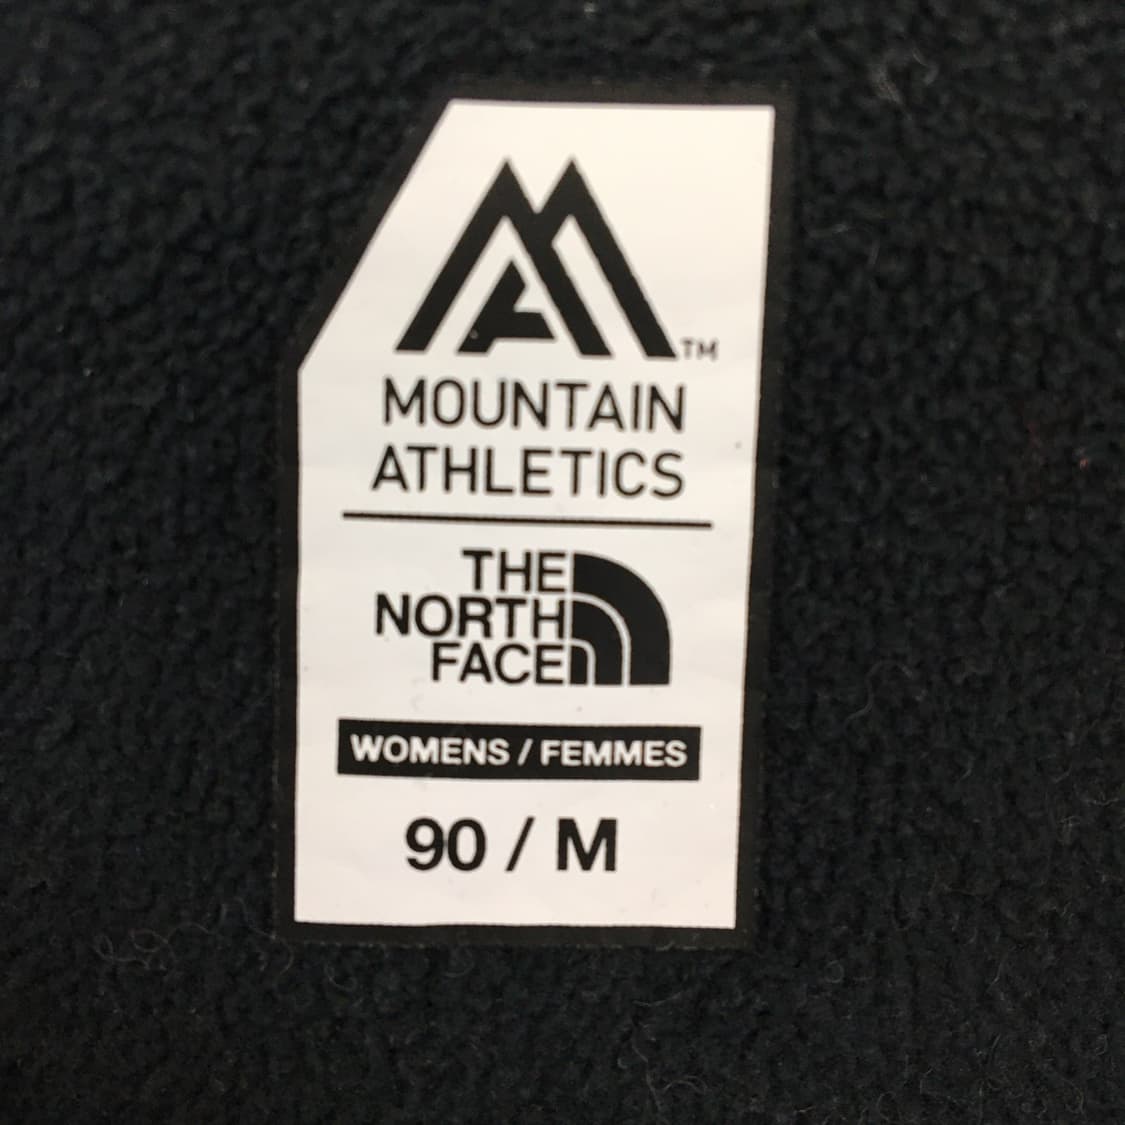 TM
MOUNTAIN
ATHLETICS
THE
NORTH
FACE
WOMENS / FEMMES
90 / M